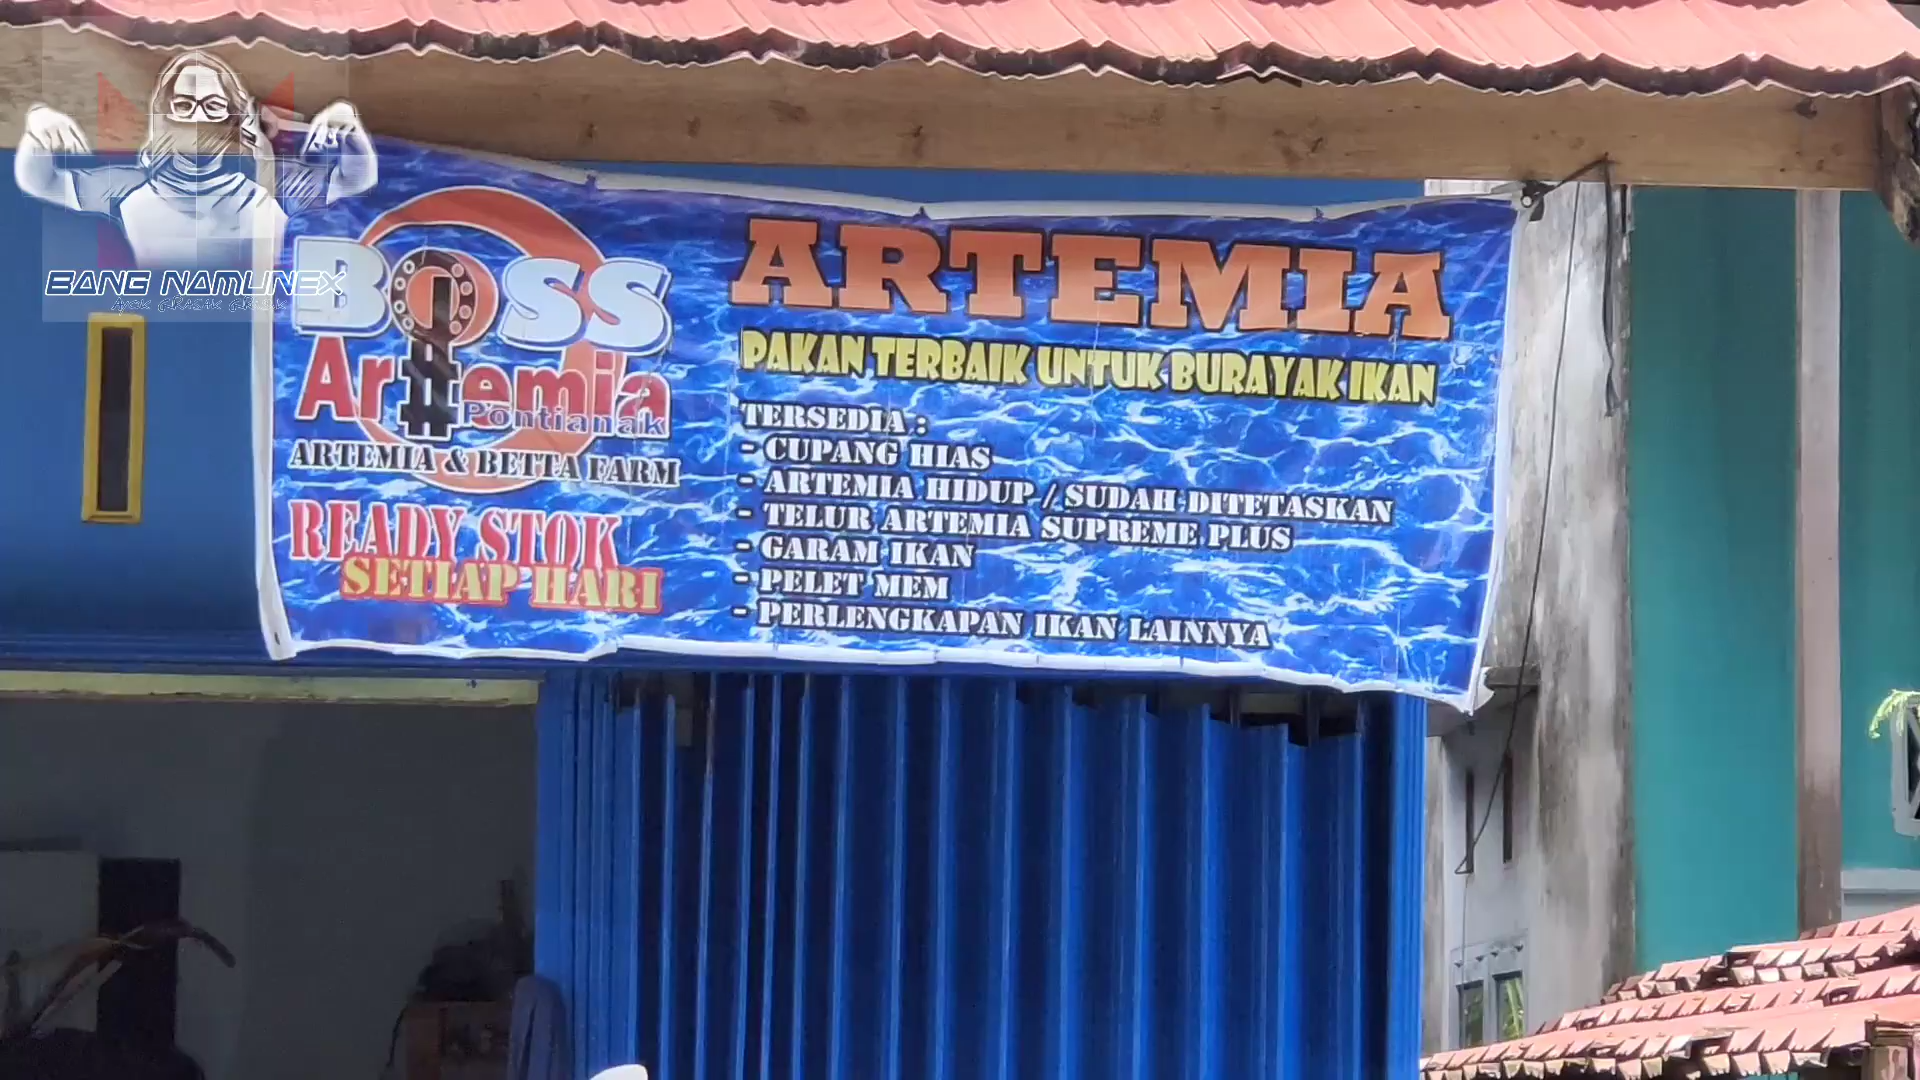 BANG NAMUNEX
BOSS
Artemia
Pontianak
ARTEMIA & BETTA FARM
READY STOK
SETIAP HARI
ARTEMIA
PAKAN TERBAIK UNTUK BURAYAK IKAN
TERSEDIA :
- CUPANG HIAS
- ARTEMIA HIDUP / SUDAH DITETASKAN
- TELUR ARTEMIA SUPREME PLUS
- GARAM IKAN
- PELET MEM
- PERLENGKAPAN IKAN LAINNYA